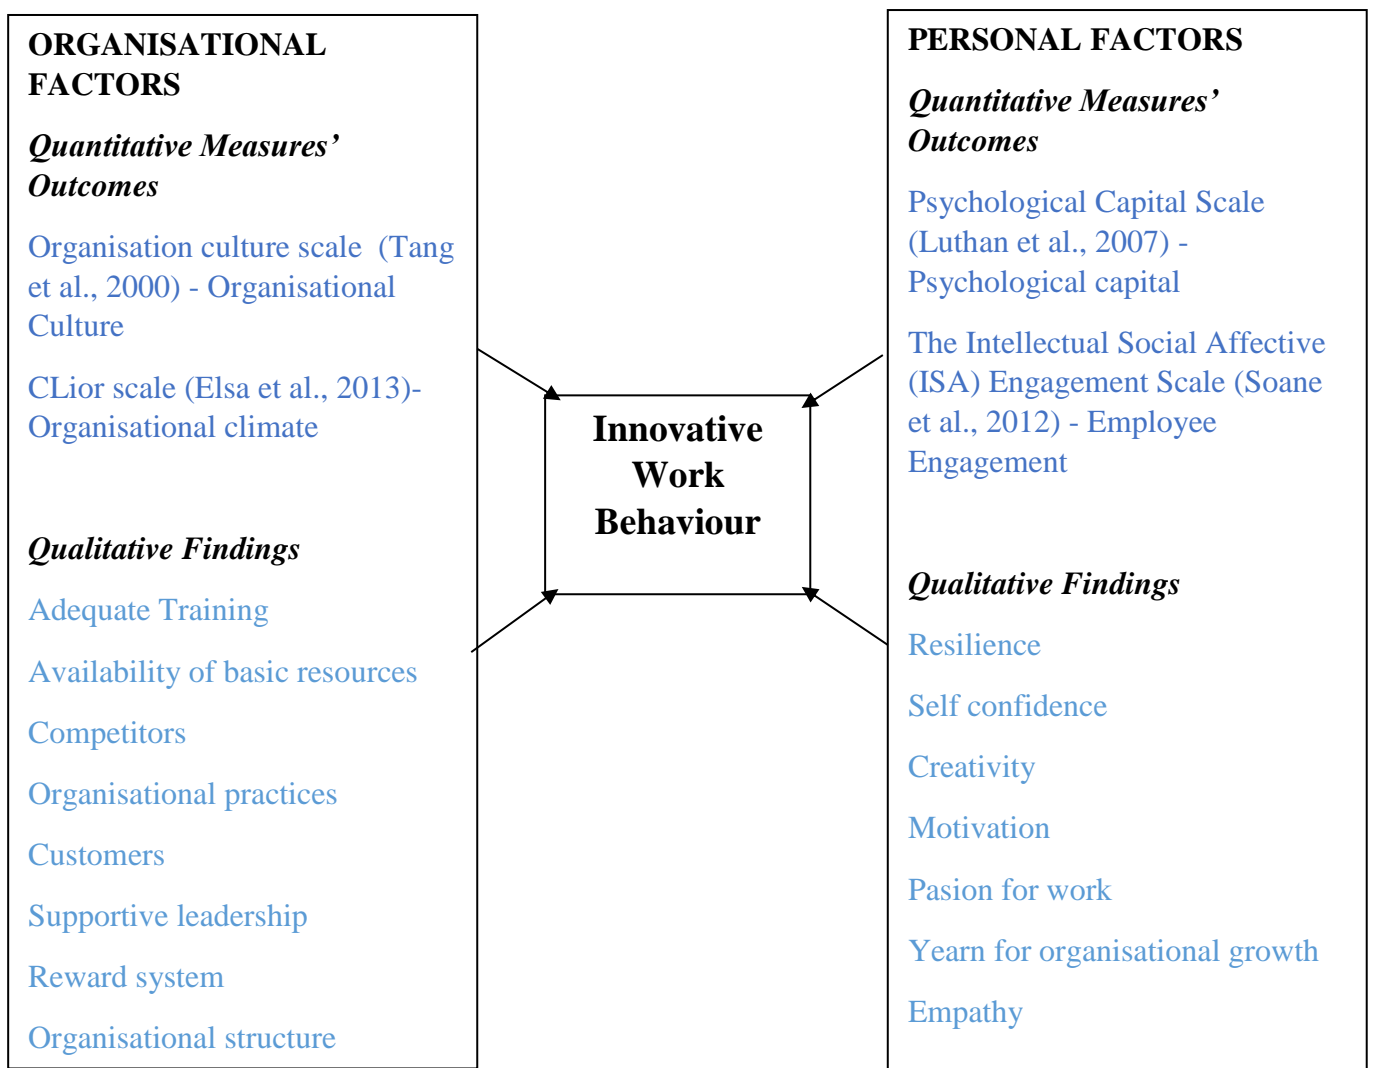 ORGANISATIONAL
FACTORS
Quantitative Measures’
Outcomes
Organisation culture scale (Tang
et al., 2000) - Organisational
Culture
CLior scale (Elsa et al., 2013)-
Organisational climate
Qualitative Findings
Adequate Training
Availability of basic resources
Competitors
Organisational practices
Customers
Supportive leadership
Reward system
Organisational structure
Innovative
Work
Behaviour
PERSONAL FACTORS
Quantitative Measures’
Outcomes
Psychological Capital Scale
(Luthan et al., 2007) -
Psychological capital
The Intellectual Social Affective
(ISA) Engagement Scale (Soane
et al., 2012) - Employee
Engagement
Qualitative Findings
Resilience
Self confidence
Creativity
Motivation
Pasion for work
Yearn for organisational growth
Empathy